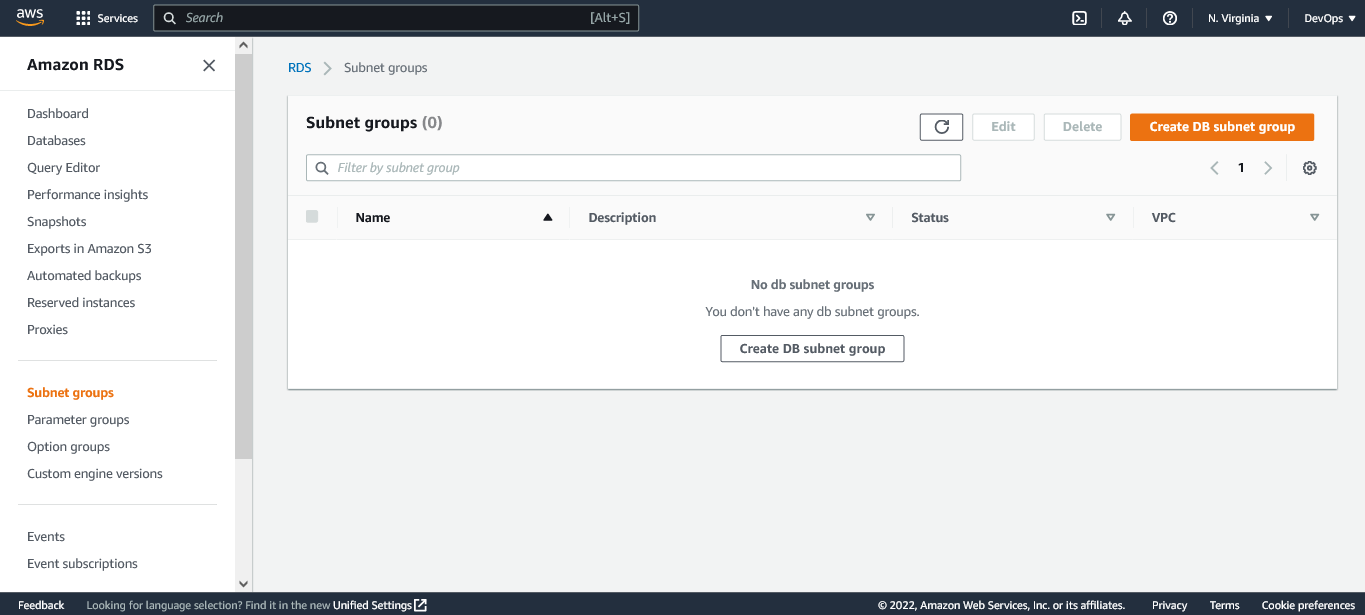 aws Services Search [Alt+S] N. Virginia DevOps
Amazon RDS
Dashboard
Databases
Query Editor
Performance insights
Snapshots
Exports in Amazon S3
Automated backups
Reserved instances
Proxies
Subnet groups
Parameter groups
Option groups
Custom engine versions
Events
Event subscriptions
RDS Subnet groups
Subnet groups (0) Edit Delete Create DB subnet group
Filter by subnet group 1
Name Description Status VPC
No db subnet groups
You don't have any db subnet groups.
Create DB subnet group
Feedback Looking for language selection? Find it in the new Unified Settings © 2022, Amazon Web Services, Inc. or its affiliates. Privacy Terms Cookie preferences